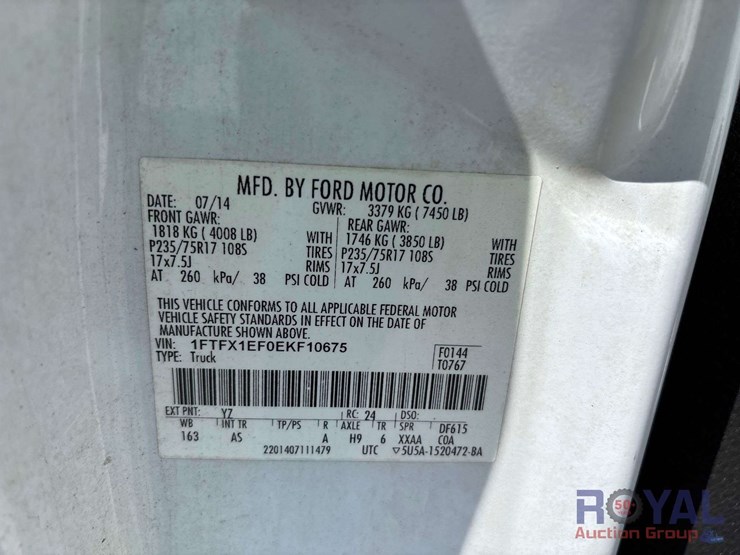 MFD. BY FORD MOTOR CO.
DATE: 07/14 GVWR: 3379 KG ( 7450 LB)
FRONT GAWR: REAR GAWR:
1818 KG ( 4008 LB) WITH 1746 KG ( 3850 LB) WITH
P235/75R17 108S TIRES P235/75R17 108S TIRES
17x7.5J RIMS 17x7.5J RIMS
AT 260 kPa/ 38 PSI COLD AT 260 kPa/ 38 PSI COLD
THIS VEHICLE CONFORMS TO ALL APPLICABLE FEDERAL MOTOR
VEHICLE SAFETY STANDARDS IN EFFECT ON THE DATE OF
MANUFACTURE SHOWN ABOVE.
VIN: 1FTFX1EF0EKF10675 F0144
TYPE: Truck T0767
EXT PNT: YZ RC: 24 DSO:
WB INT TR TP/PS R AXLE TR SPR DF615
163 AS A H9 6 XXAA COA
2201407111479 UTC ▽5U5A-1520472-BA
ROYAL
50
Auction Group